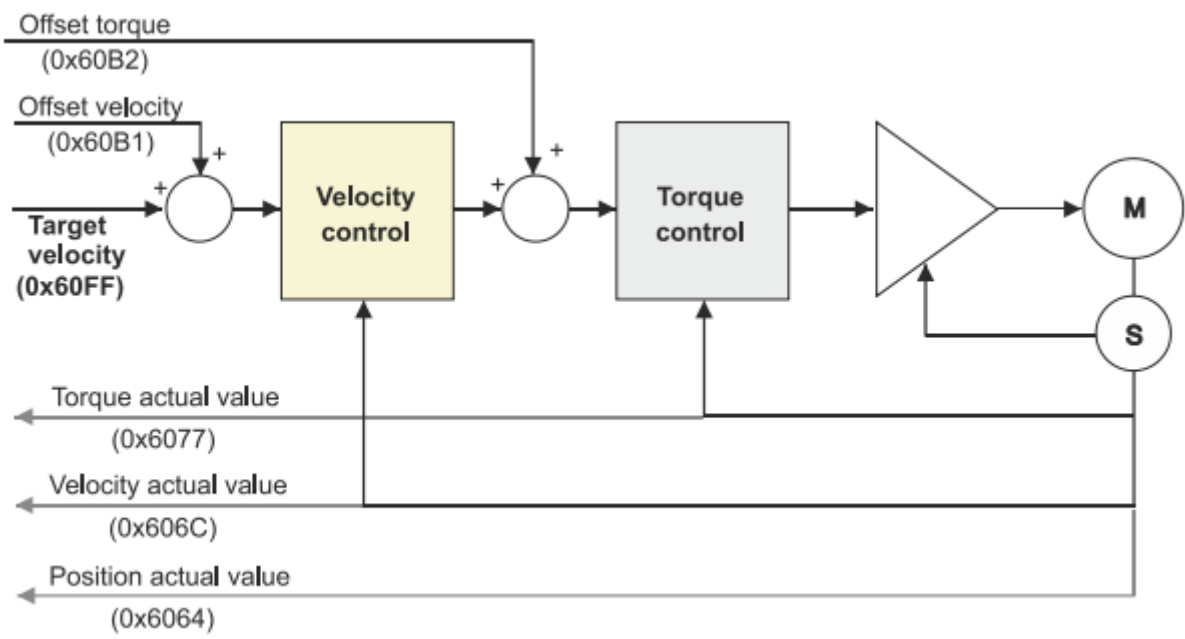 Offset torque
(0x60B2)
Offset velocity
(0x60B1)
+
+
+
+
Target
velocity
(0x60FF)
Velocity
control
Torque
control
M
S
Torque actual value
(0x6077)
Velocity actual value
(0x606C)
Position actual value
(0x6064)